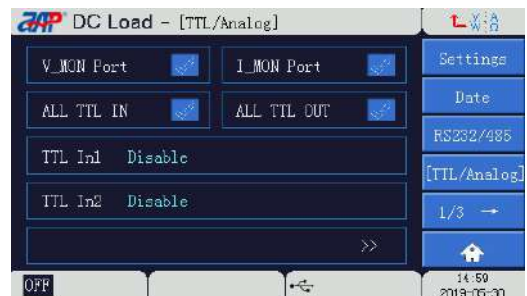 DC Load - [TTL/Analog]
V_MON Port
I_MON Port
ALL TTL IN
ALL TTL OUT
TTL In1 Disable
TTL In2 Disable
>>
Settings
Date
RS232/485
[TTL/Analog]
1/3 →
OFF
14:59
2019-05-30